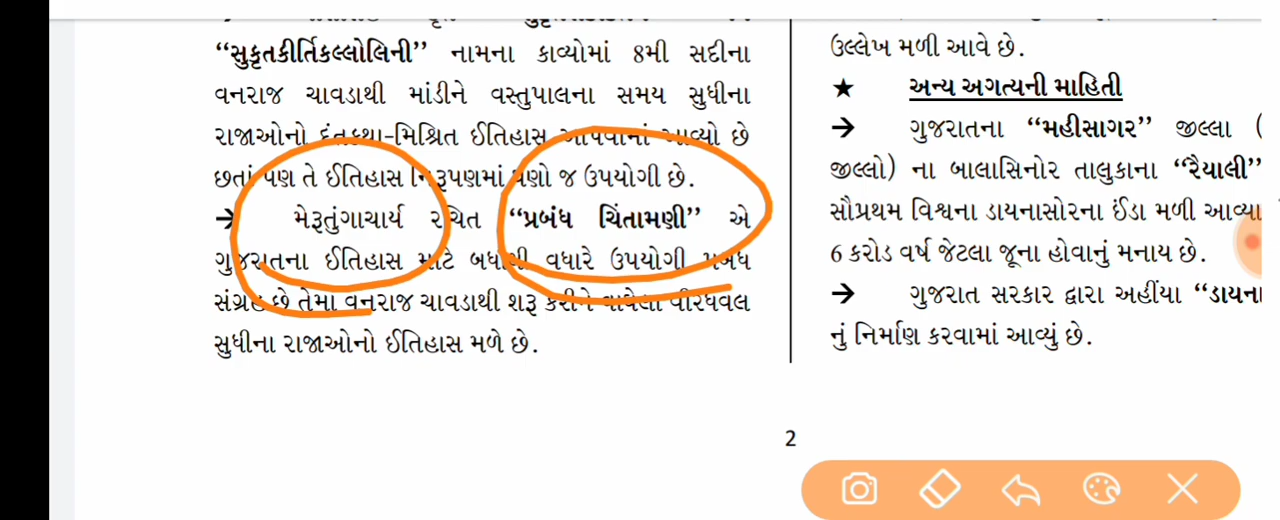 “સુકૃતકીર્તિકલ્લોલિની” નામના કાવ્યોમાં 8મી સદીના
વનરાજ ચાવડાથી માંડીને વસ્તુપાલના સમય સુધીના
રાજાઓનો દંતકથા-મિશ્રિત ઈતિહાસ આપવામાં આવ્યો છે
છતાં પણ તે ઈતિહાસ નિરૂપણમાં ઘણો જ ઉપયોગી છે.
→ મેરૂતુંગાચાર્ય રચિત “પ્રબંધ ચિંતામણી” એ
ગુજરાતના ઈતિહાસ માટે બધાથી વધારે ઉપયોગી પ્રબંધ
સંગ્રહ છે તેમાં વનરાજ ચાવડાથી શરૂ કરીને વાઘેલા વીરધવલ
સુધીના રાજાઓનો ઈતિહાસ મળે છે.
ઉલ્લેખ મળી આવે છે.
★ અન્ય અગત્યની માહિતી
→ ગુજરાતના “મહીસાગર” જીલ્લા (
જીલ્લો) ના બાલાસિનોર તાલુકાના “રૈયાલી”
સૌપ્રથમ વિશ્વના ડાયનાસોરના ઈંડા મળી આવ્યા
6 કરોડ વર્ષ જેટલા જૂના હોવાનું મનાય છે.
→ ગુજરાત સરકાર દ્વારા અહીંયા “ડાયના
નું નિર્માણ કરવામાં આવ્યું છે.
2